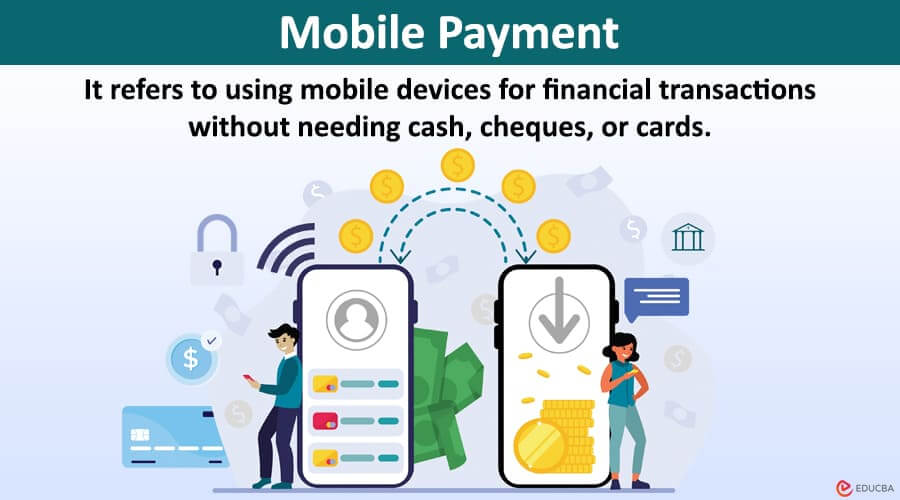 Mobile Payment
It refers to using mobile devices for financial transactions
without needing cash, cheques, or cards.
$ $ $ $ $
$
EDUCBA